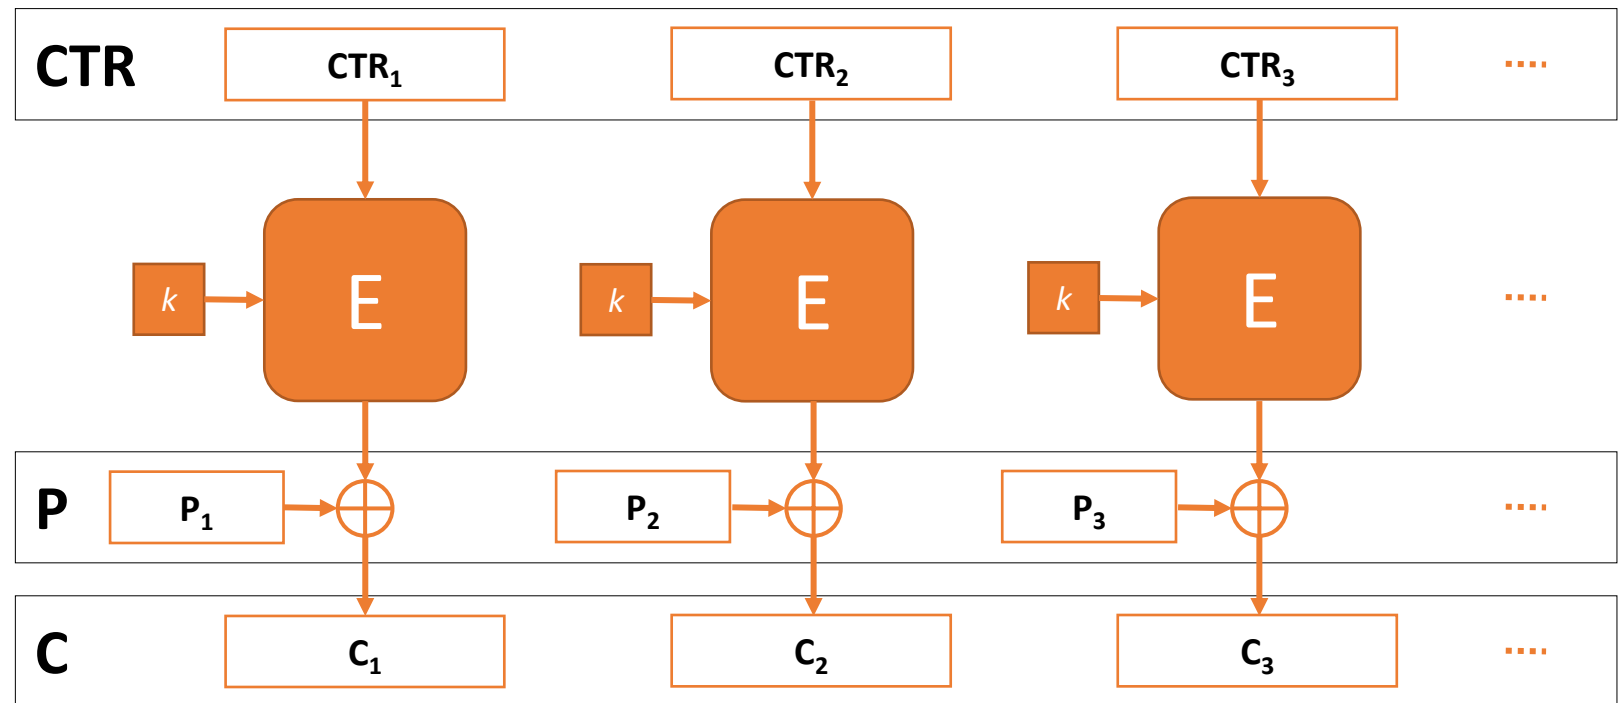 CTR CTR₁ CTR₂ CTR₃ ....
k E k E k E ....
P P₁ P₂ P₃ ....
C C₁ C₂ C₃ ....